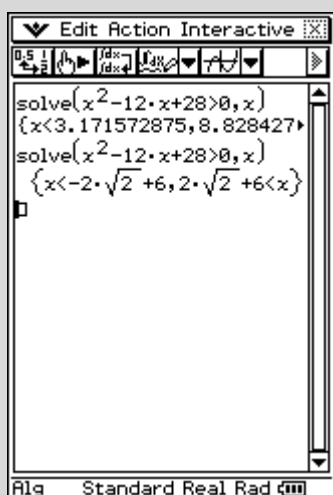 Edit Action Interactive
solve(x²-12·x+28>0,x)
{x<3.171572875,8.828427▶
solve(x²-12·x+28>0,x)
{x<-2·√2 +6,2·√2 +6<x}
Alg Standard Real Rad